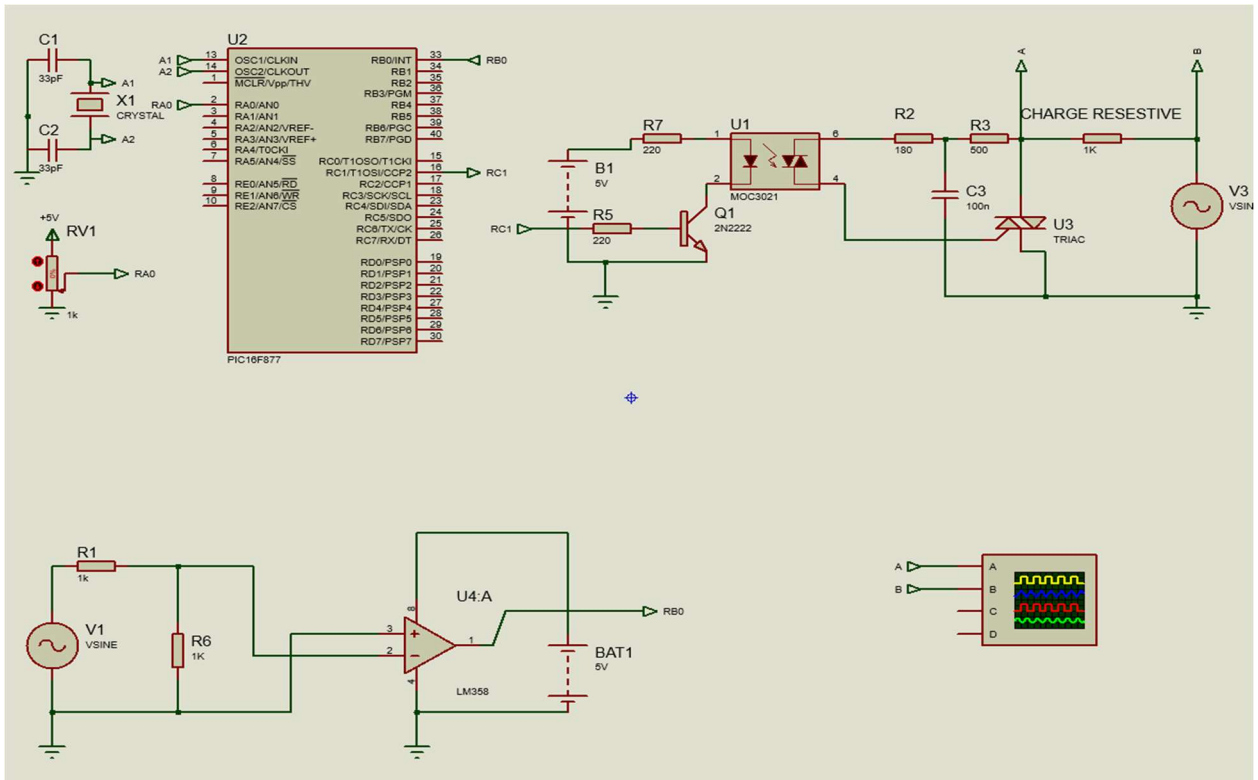 C1
33pF
A1
X1
CRYSTAL
A2
C2
33pF
+5V
RV1
0%
RA0
1k
U2
A1
A2
RA0
13
14
1
2
3
4
5
6
7
8
9
10
OSC1/CLKIN
OSC2/CLKOUT
MCLR/Vpp/THV
RA0/AN0
RA1/AN1
RA2/AN2/VREF-
RA3/AN3/VREF+
RA4/T0CKI
RA5/AN4/SS
RE0/AN5/RD
RE1/AN6/WR
RE2/AN7/CS
RB0/INT
RB1
RB2
RB3/PGM
RB4
RB5
RB6/PGC
RB7/PGD
RC0/T1OSO/T1CKI
RC1/T1OSI/CCP2
RC2/CCP1
RC3/SCK/SCL
RC4/SDI/SDA
RC5/SDO
RC6/TX/CK
RC7/RX/DT
RD0/PSP0
RD1/PSP1
RD2/PSP2
RD3/PSP3
RD4/PSP4
RD5/PSP5
RD6/PSP6
RD7/PSP7
33
34
35
36
37
38
39
40
15
16
17
18
23
24
25
26
19
20
21
22
27
28
29
30
RB0
RC1
PIC16F877
R7
220
B1
5V
RC1
R5
220
U1
1
2
6
4
MOC3021
Q1
2N2222
R2
180
R3
500
C3
100n
A
CHARGE RESESTIVE
1K
B
U3
TRIAC
V3
VSIN
R1
1k
V1
VSINE
R6
1K
U4:A
3
2
8
4
1
LM358
RB0
BAT1
5V
A
B
A
B
C
D